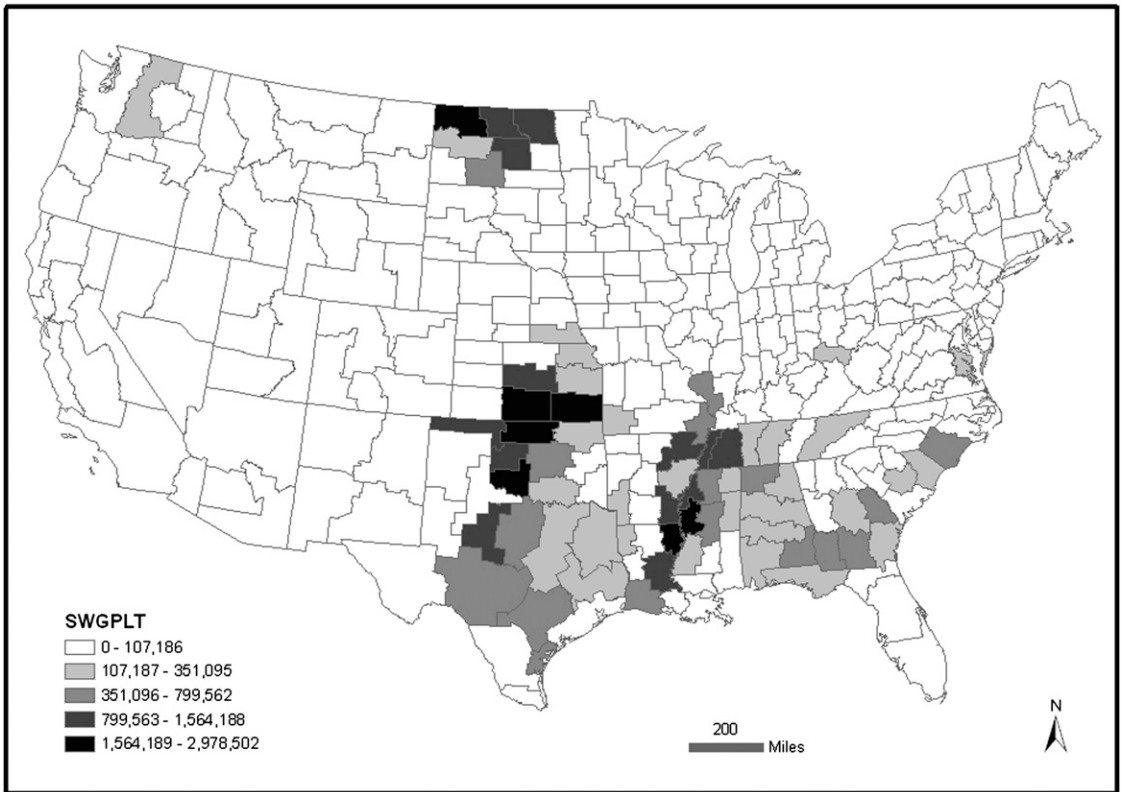 SWGPLT
0 - 107,186
107,187 - 351,095
351,096 - 799,562
799,563 - 1,564,188
1,564,189 - 2,978,502
200
Miles
N